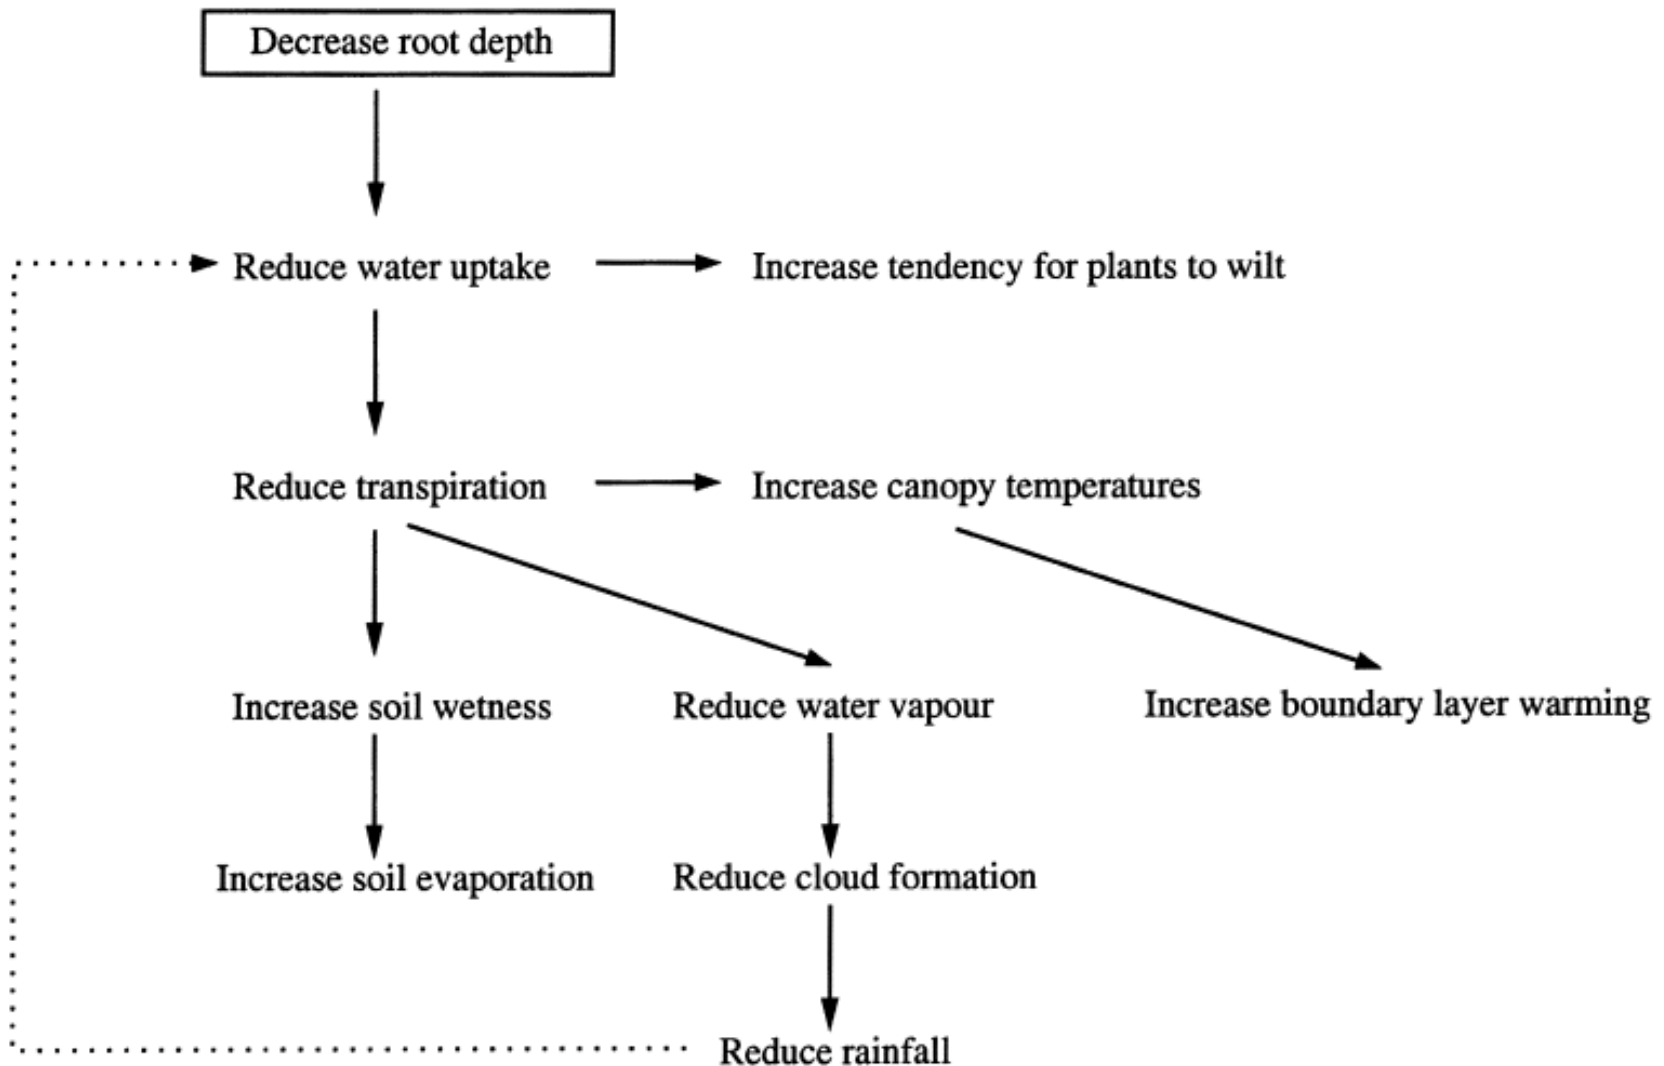 Decrease root depth
Reduce water uptake
Increase tendency for plants to wilt
Reduce transpiration
Increase canopy temperatures
Increase soil wetness
Reduce water vapour
Increase boundary layer warming
Increase soil evaporation
Reduce cloud formation
Reduce rainfall